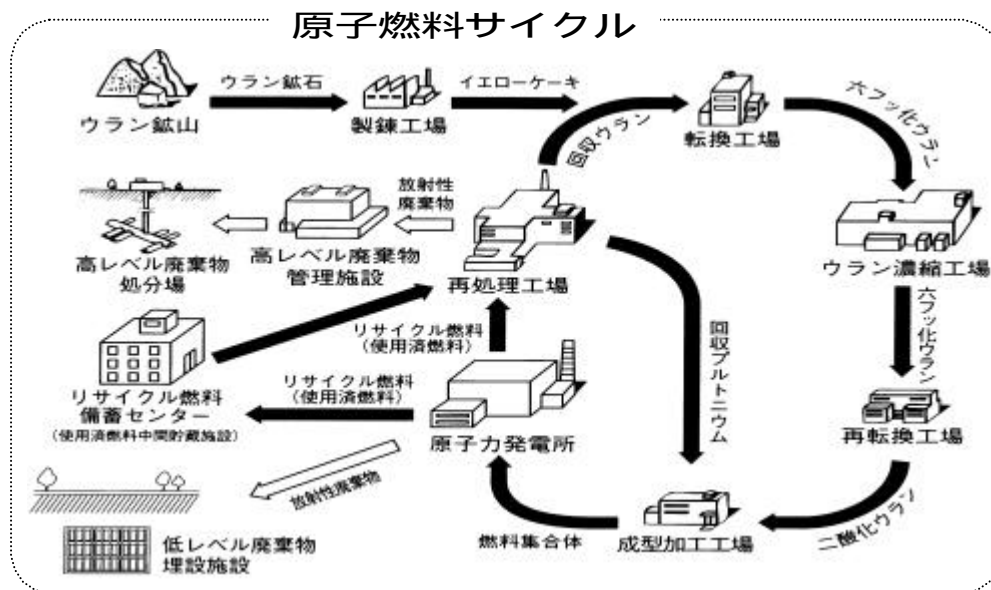 原子燃料サイクル
ウラン鉱石
イエローケーキ
六フッ化ウラン
ウラン鉱山
製錬工場
回収ウラン
転換工場
放射性
廃棄物
高レベル廃棄物
処分場
高レベル廃棄物
管理施設
再処理工場
ウラン濃縮工場
六フッ化ウラン
リサイクル燃料
(使用済燃料)
回収プルトニウム
リサイクル燃料
(使用済燃料)
リサイクル燃料
備蓄センター
(使用済燃料中間貯蔵施設)
原子力発電所
再転換工場
放射性廃棄物
二酸化ウラン
燃料集合体
成型加工工場
低レベル廃棄物
埋設施設